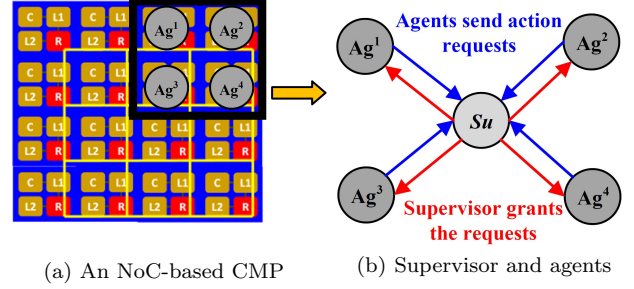 C L1 C L1 Ag¹ Ag²
L2 R L2 R
C L1 C L1 Ag³ Ag⁴
L2 R L2 R
C L1 C L1 C L1 C L1
L2 R L2 R L2 R L2 R
C L1 C L1 C L1 C L1
L2 R L2 R L2 R L2 R
(a) An NoC-based CMP
Agents send action
requests
Ag¹ Ag²
Su
Ag³ Ag⁴
Supervisor grants
the requests
(b) Supervisor and agents